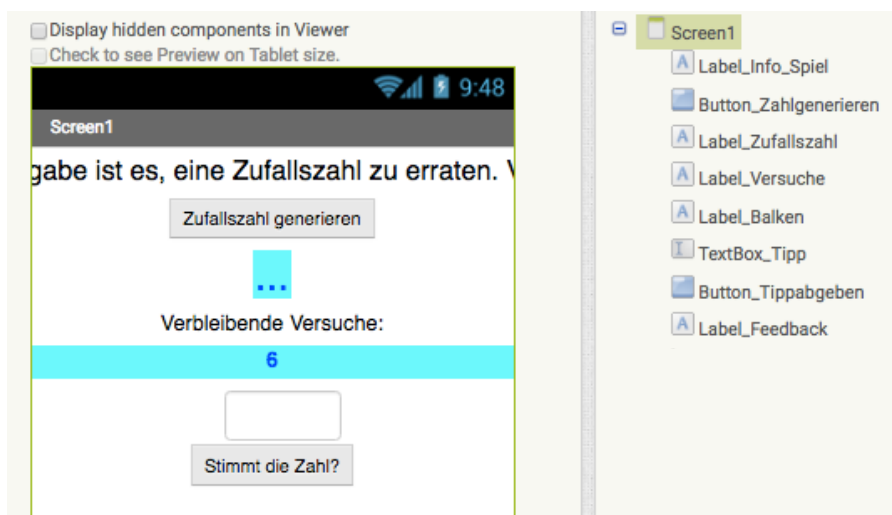 Display hidden components in Viewer
Check to see Preview on Tablet size.
9:48
Screen1
gabe ist es, eine Zufallszahl zu erraten. V
Zufallszahl generieren
...
Verbleibende Versuche:
6
Stimmt die Zahl?
Screen1
Label_Info_Spiel
Button_Zahlgenerieren
Label_Zufallszahl
Label_Versuche
Label_Balken
TextBox_Tipp
Button_Tippabgeben
Label_Feedback